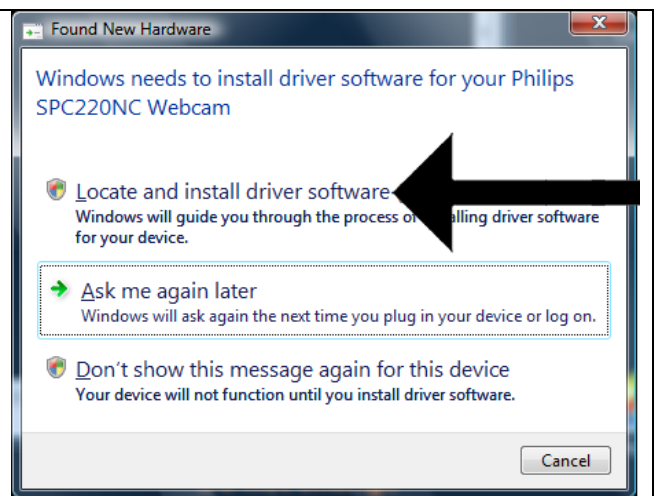 Found New Hardware
Windows needs to install driver software for your Philips
SPC220NC Webcam
Locate and install driver software
Windows will guide you through the process of alling driver software
for your device.
Ask me again later
Windows will ask again the next time you plug in your device or log on.
Don't show this message again for this device
Your device will not function until you install driver software.
Cancel